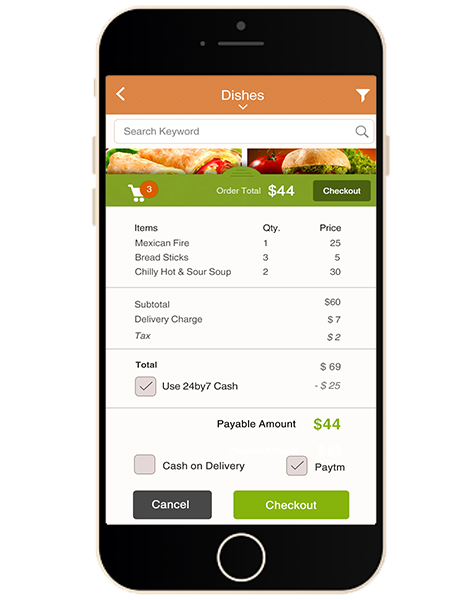 Dishes
Search Keyword
3 Order Total $44 Checkout
Items Qty. Price
Mexican Fire 1 25
Bread Sticks 3 5
Chilly Hot & Sour Soup 2 30
Subtotal $60
Delivery Charge $ 7
Tax $ 2
Total $ 69
Use 24by7 Cash - $ 25
Payable Amount $44
Cash on Delivery Paytm
Cancel Checkout